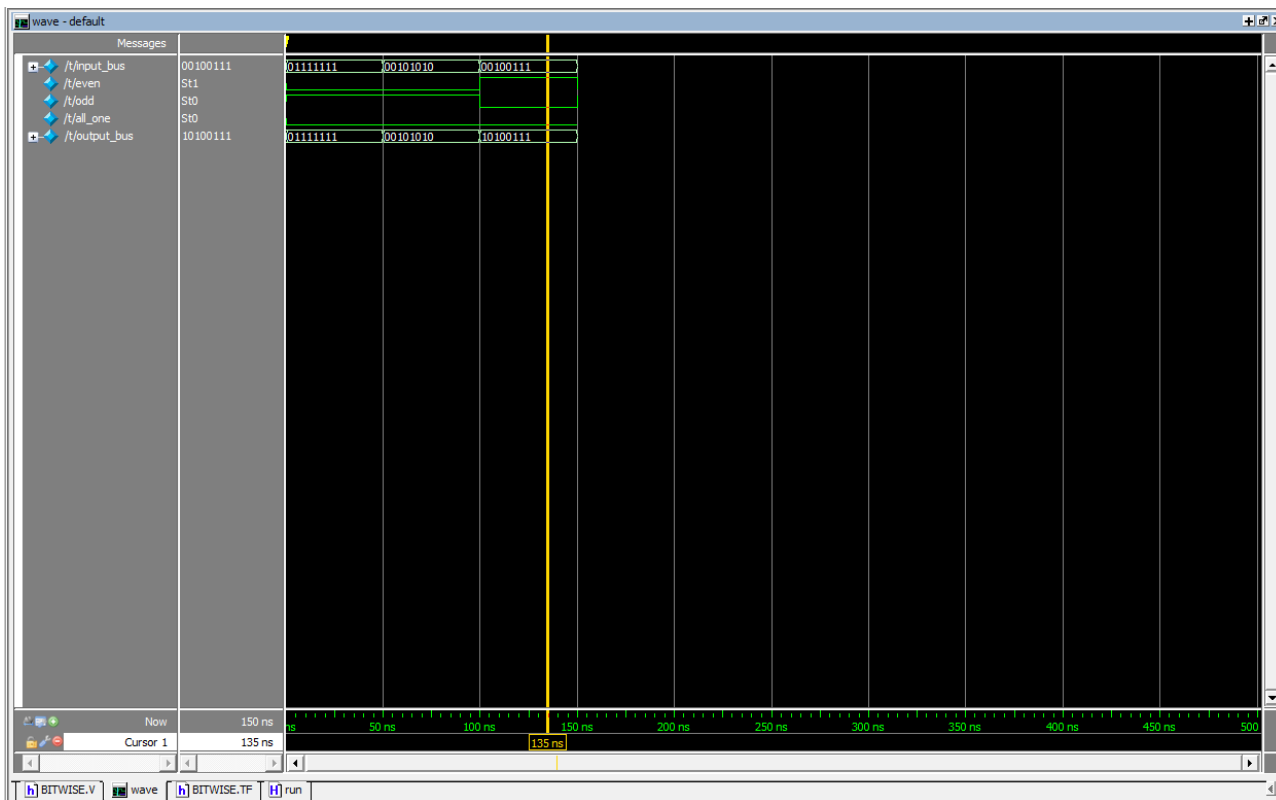 wave - default
Messages
/t/input_bus 00100111 01111111 00101010 00100111
/t/even St1
/t/odd St0
/t/all_one St0
/t/output_bus 10100111 01111111 00101010 10100111
Now 150 ns ns 50 ns 100 ns 150 ns 200 ns 250 ns 300 ns 350 ns 400 ns 450 ns 500
Cursor 1 135 ns 135 ns
BITWISE.V wave BITWISE.TF run